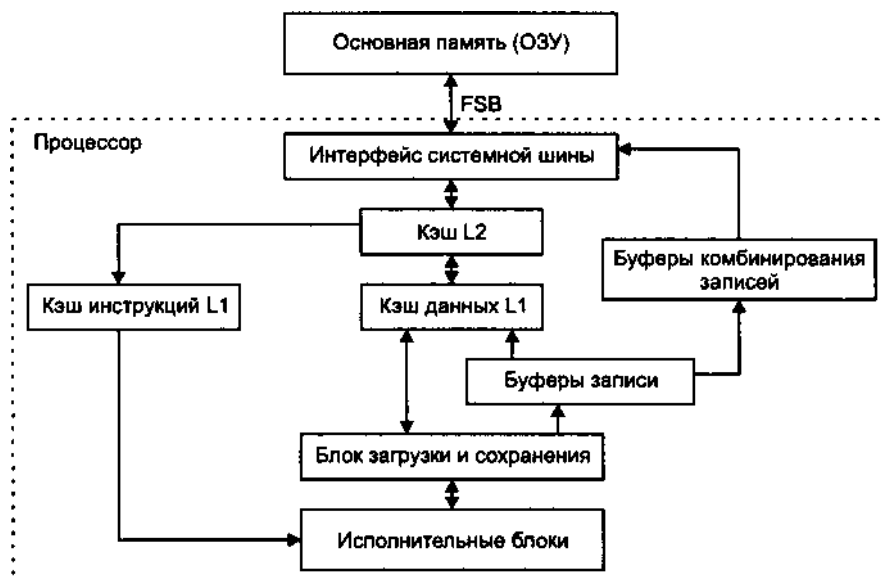 Основная память (ОЗУ)
FSB
Процессор
Интерфейс системной шины
Кэш L2
Буферы комбинирования
записей
Кэш инструкций L1
Кэш данных L1
Буферы записи
Блок загрузки и сохранения
Исполнительные блоки